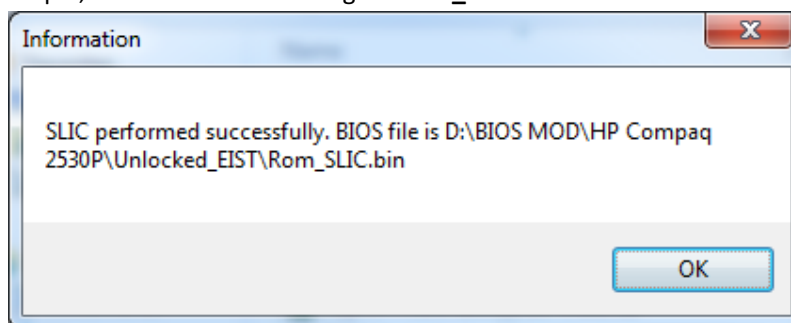 Information
SLIC performed successfully. BIOS file is D:\BIOS MOD\HP Compaq
2530P\Unlocked_EIST\Rom_SLIC.bin
OK